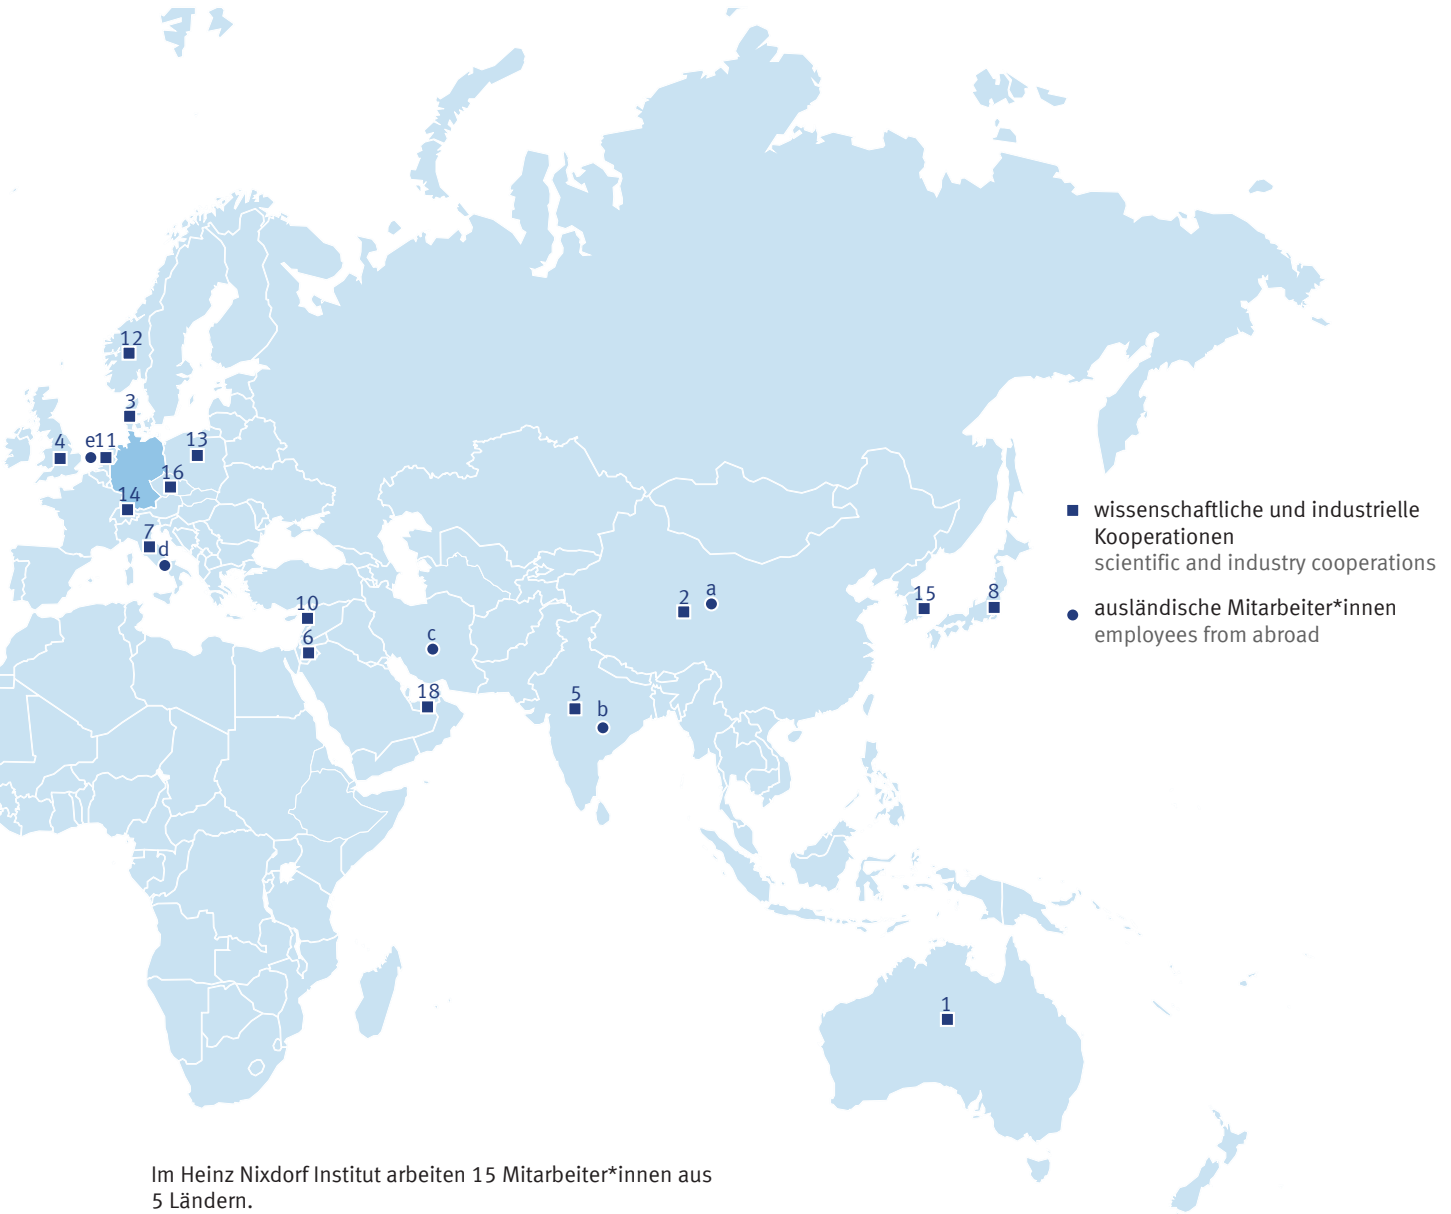 12
3
4
e
11
13
16
14
7
d
10
6
c
18
5
b
2
a
15
8
1
wissenschaftliche und industrielle
Kooperationen
scientific and industry cooperations
ausländische Mitarbeiter*innen
employees from abroad
Im Heinz Nixdorf Institut arbeiten 15 Mitarbeiter*innen aus
5 Ländern.